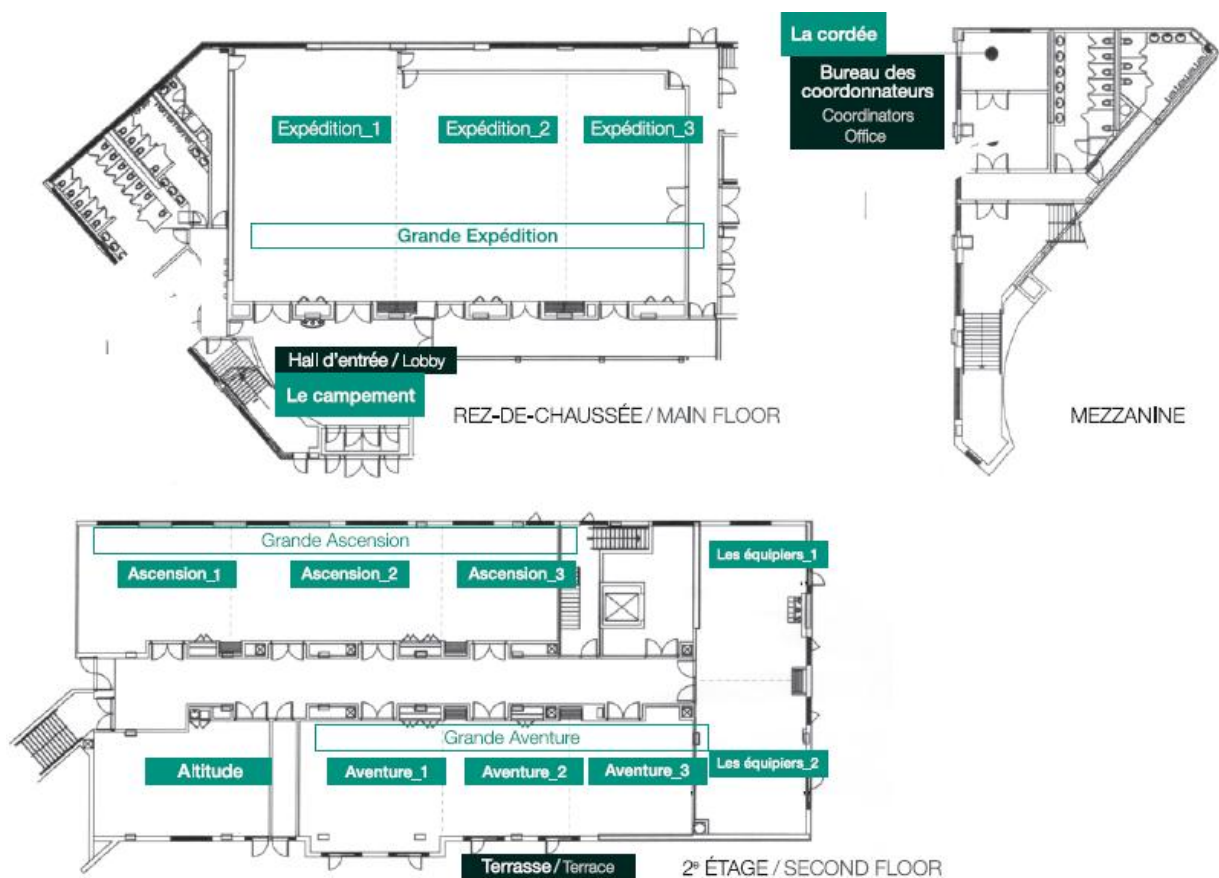 La cordée
Bureau des
coordonnateurs
Coordinators
Office
Expédition_1
Expédition_2
Expédition_3
Grande Expédition
Hall d'entrée / Lobby
Le campement
REZ-DE-CHAUSSÉE / MAIN FLOOR
MEZZANINE
Grande Ascension
Ascension_1
Ascension_2
Ascension_3
Les équipiers_1
Grande Aventure
Altitude
Aventure_1
Aventure_2
Aventure_3
Les équipiers_2
Terrasse / Terrace
2e ÉTAGE / SECOND FLOOR